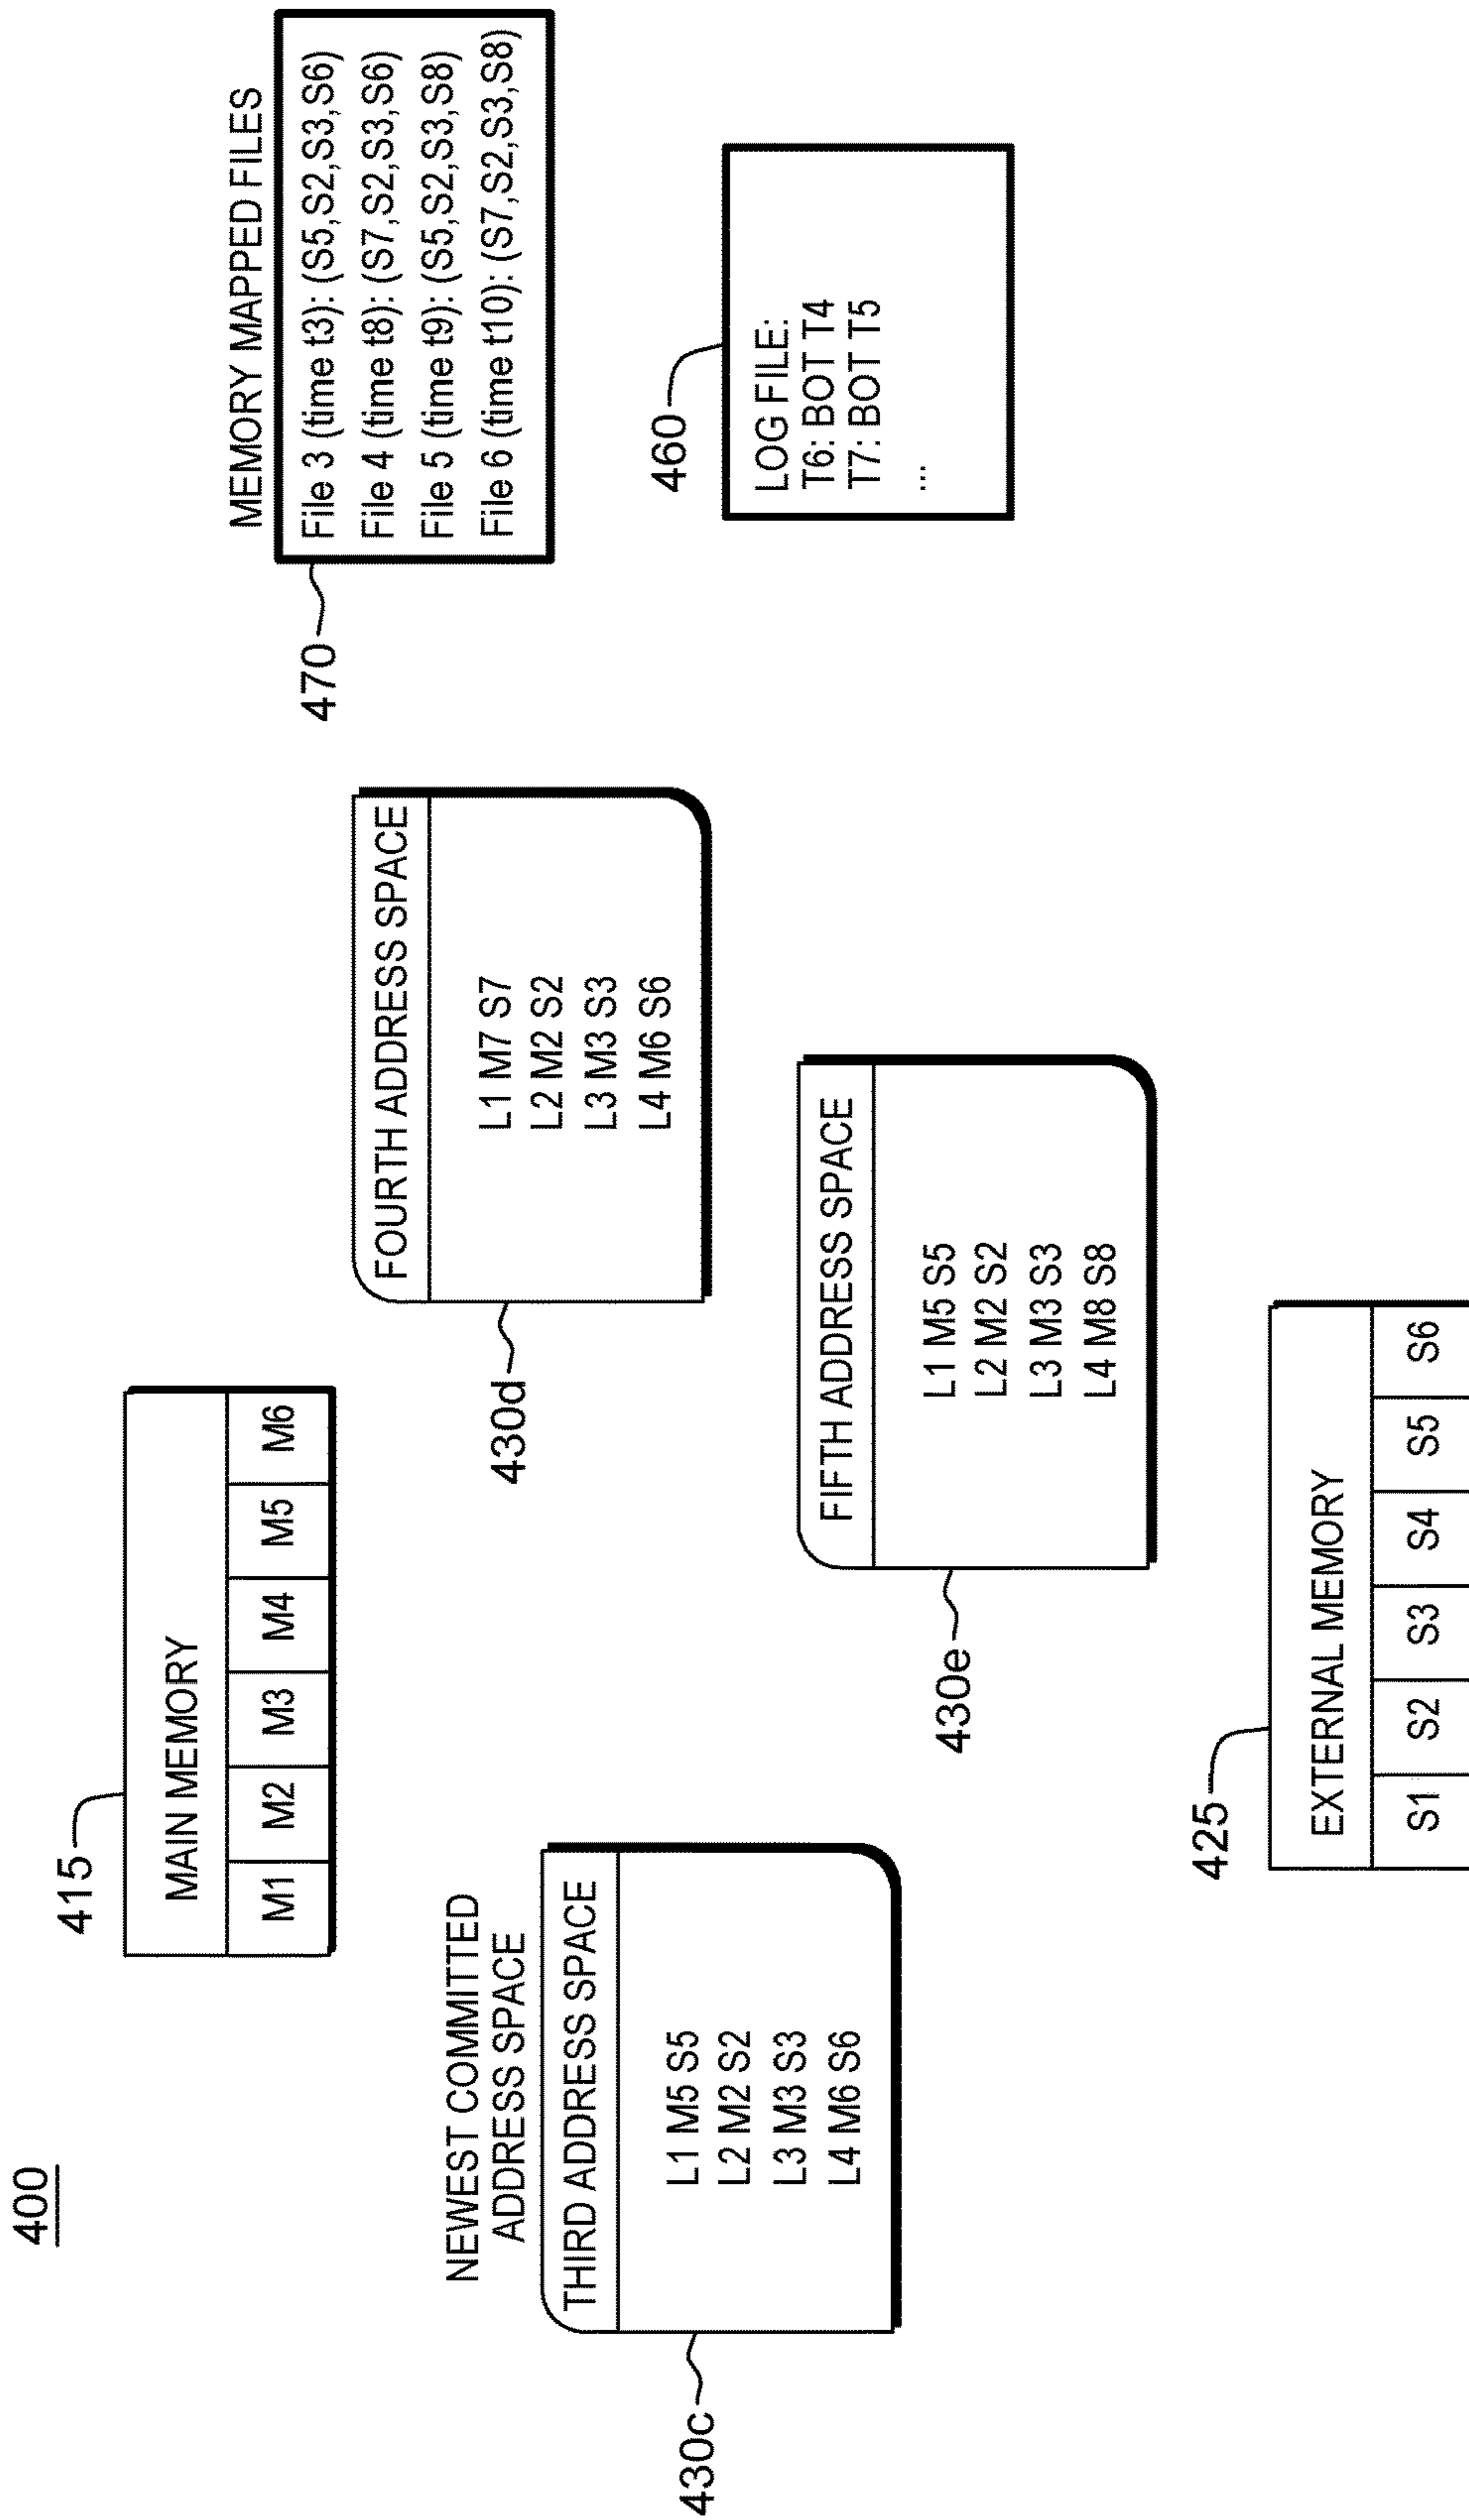 400
415
MAIN MEMORY
M1 M2 M3 M4 M5 M6
NEWEST COMMITTED
ADDRESS SPACE
THIRD ADDRESS SPACE
L1 M5 S5
L2 M2 S2
L3 M3 S3
L4 M6 S6
430c
FOURTH ADDRESS SPACE
L1 M7 S7
L2 M2 S2
L3 M3 S3
L4 M6 S6
430d
FIFTH ADDRESS SPACE
L1 M5 S5
L2 M2 S2
L3 M3 S3
L4 M8 S8
430e
425
EXTERNAL MEMORY
S1 S2 S3 S4 S5 S6
MEMORY MAPPED FILES
File 3 (time t3): (S5,S2,S3,S6)
File 4 (time t8): (S7,S2,S3,S6)
File 5 (time t9): (S5,S2,S3,S8)
File 6 (time t10): (S7,S2,S3,S8)
470
460
LOG FILE:
T6: BOT T4
T7: BOT T5
...